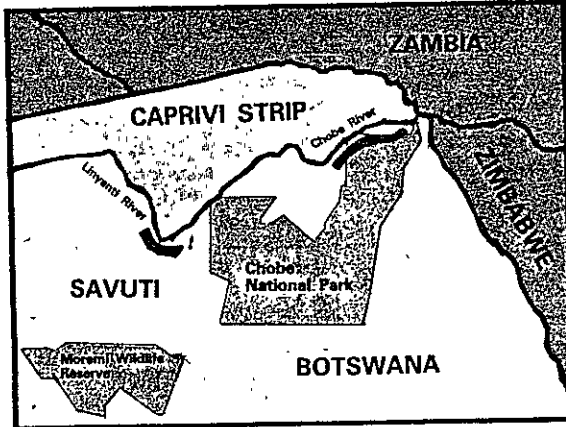 ZAMBIA
CAPRIVI STRIP
Chobe River
Linyanti River
ZIMBABWE
SAVUTI
Chobe
National Park
Moremi Wildlife
Reserve
BOTSWANA